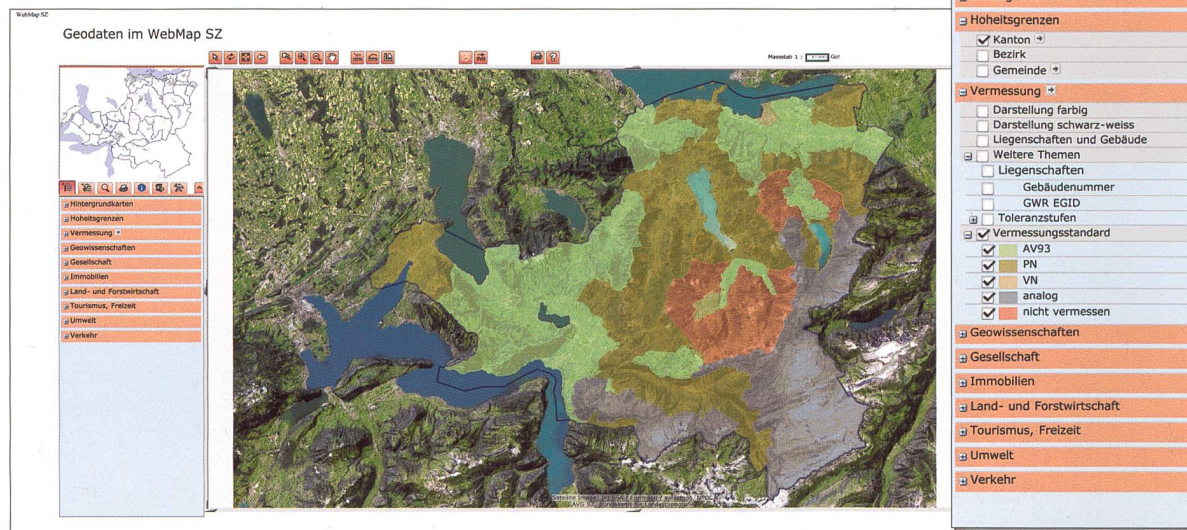 WebMap SZ
Geodaten im WebMap SZ
Massstab 1 :
Go!
Hintergrundkarten
Hoheitsgrenzen
Vermessung
Geowissenschaften
Gesellschaft
Immobilien
Land- und Forstwirtschaft
Tourismus, Freizeit
Umwelt
Verkehr
Hoheitsgrenzen
Kanton
Bezirk
Gemeinde
Vermessung
Darstellung farbig
Darstellung schwarz-weiss
Liegenschaften und Gebäude
Weitere Themen
Liegenschaften
Gebäudenummer
GWR EGID
Toleranzstufen
Vermessungsstandard
AV93
PN
VN
analog
nicht vermessen
Geowissenschaften
Gesellschaft
Immobilien
Land- und Forstwirtschaft
Tourismus, Freizeit
Umwelt
Verkehr